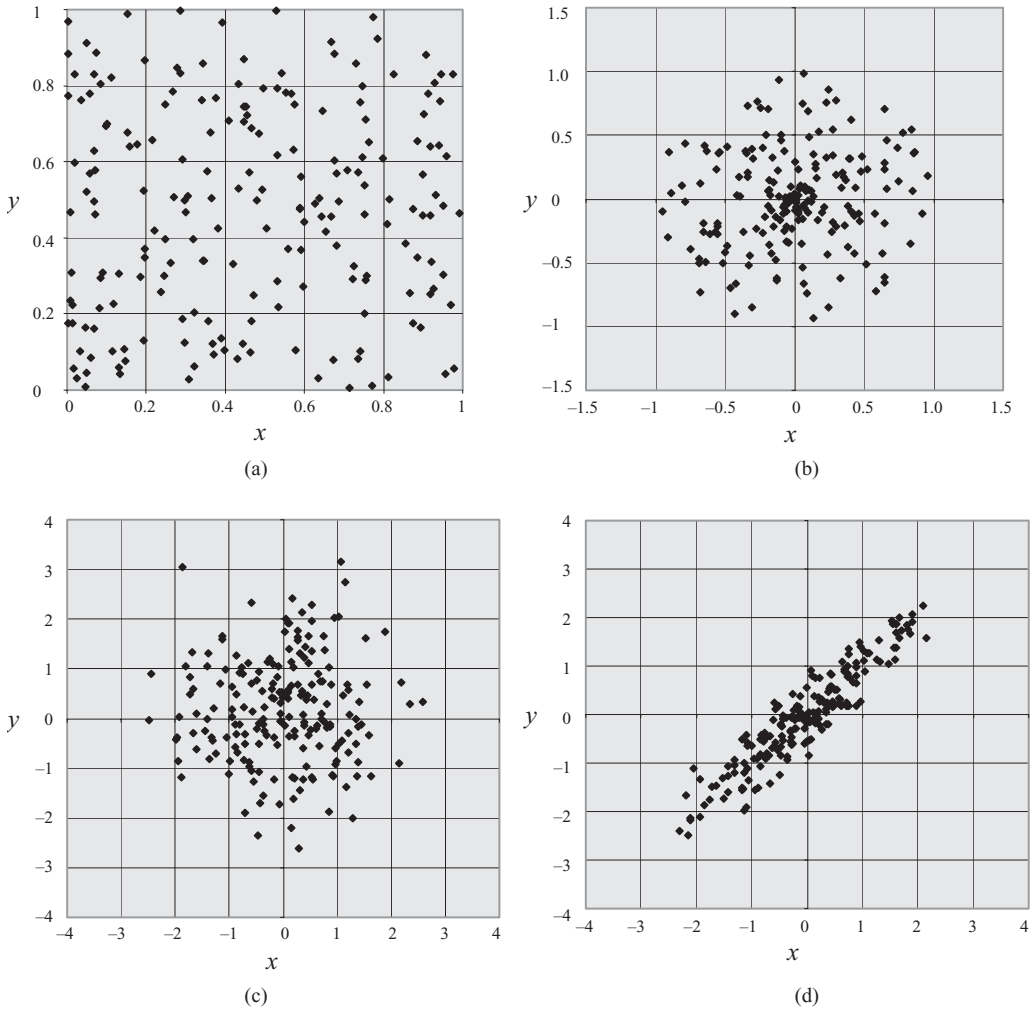 1
0.8
0.6
y
0.4
0.2
0
0 0.2 0.4 0.6 0.8 1
x
(a)
1.5
1.0
0.5
y 0
–0.5
–1
–1.5
–1.5 –1 –0.5 0 0.5 1.0 1.5
x
(b)
4
3
2
1
y 0
–1
–2
–3
–4
–4 –3 –2 –1 0 1 2 3 4
x
(c)
4
3
2
1
y 0
–1
–2
–3
–4
–4 –3 –2 –1 0 1 2 3 4
x
(d)